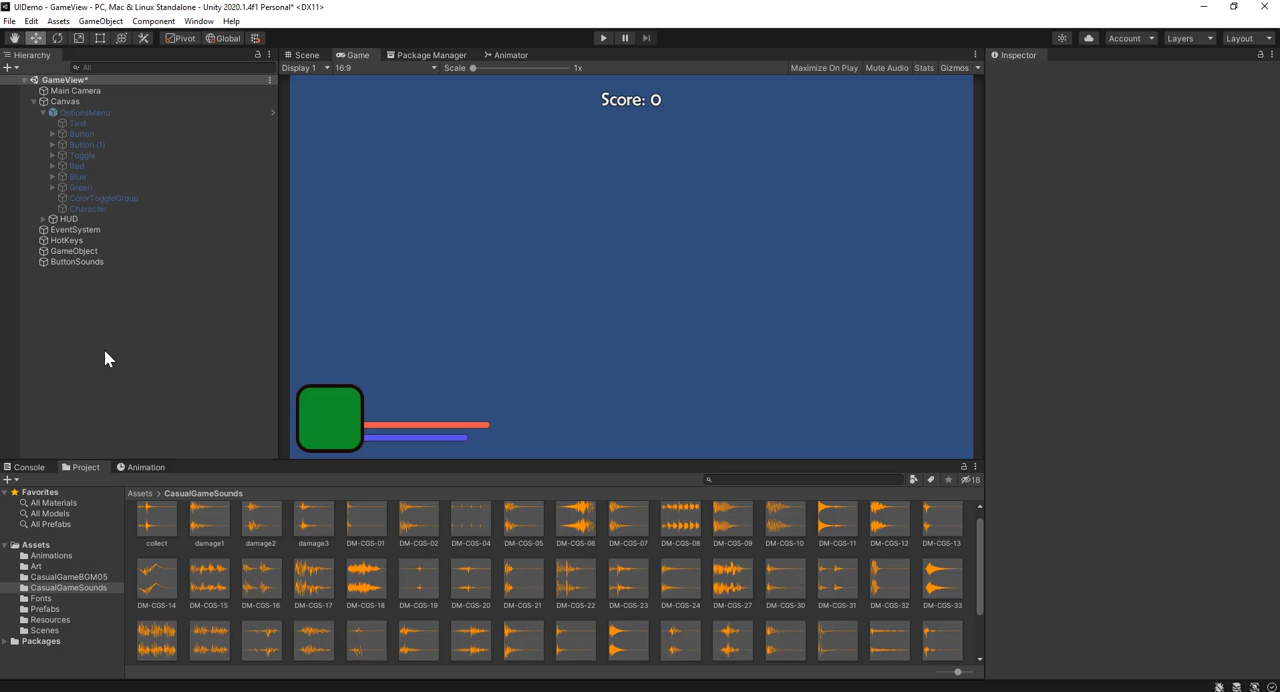 UIDemo - GameView - PC, Mac & Linux Standalone - Unity 2020.1.4f1 Personal* <DX11>
File Edit Assets GameObject Component Window Help
Pivot Global Account Layers Layout
Hierarchy Scene Game Package Manager Animator Inspector
All Display 1 16:9 Scale 1x Maximize On Play Mute Audio Stats Gizmos
GameView*
Main Camera
Canvas
OptionsMenu
Text
Button
Button (1)
Toggle
Red
Blue
Green
ColorToggleGroup
Character
HUD
EventSystem
HotKeys
GameObject
ButtonSounds
Score: 0
Console Project Animation
18
Favorites
All Materials
All Models
All Prefabs
Assets
Animations
Art
CasualGameBGM05
CasualGameSounds
Fonts
Prefabs
Resources
Scenes
Packages
Assets > CasualGameSounds
collect damage1 damage2 damage3 DM-CGS-01 DM-CGS-02 DM-CGS-04 DM-CGS-05 DM-CGS-06 DM-CGS-07 DM-CGS-08 DM-CGS-09 DM-CGS-10 DM-CGS-11 DM-CGS-12 DM-CGS-13
DM-CGS-14 DM-CGS-15 DM-CGS-16 DM-CGS-17 DM-CGS-18 DM-CGS-19 DM-CGS-20 DM-CGS-21 DM-CGS-22 DM-CGS-23 DM-CGS-24 DM-CGS-27 DM-CGS-30 DM-CGS-31 DM-CGS-32 DM-CGS-33